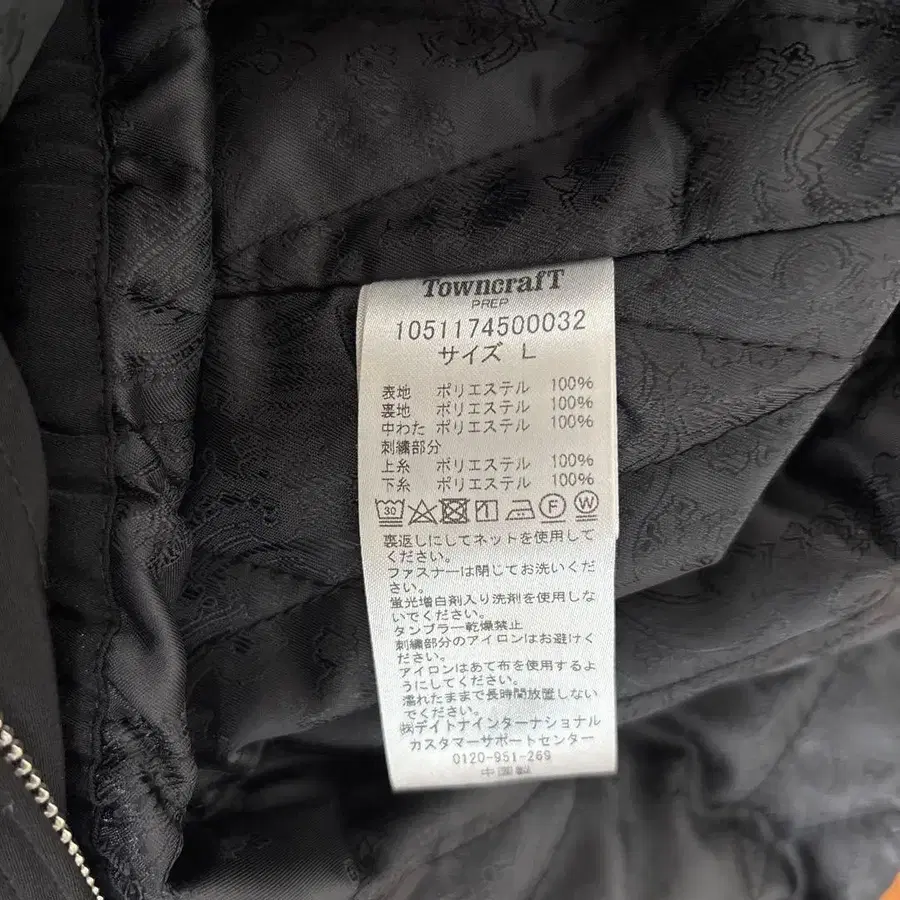 TowncrafT
PREP
1051174500032
サイズ L
表地 ポリエステル 100%
裏地 ポリエステル 100%
中わた ポリエステル 100%
刺繍部分
上糸 ポリエステル 100%
下糸 ポリエステル 100%
30 F W
裏返しにしてネットを使用して
ください。
ファスナーは閉じてお洗いくだ
さい。
蛍光増白剤入り洗剤を使用しな
いでください。
タンブラー乾燥禁止
刺繍部分のアイロンはお避けく
ださい。
アイロンはあて布を使用するよ
うにしてください。
濡れたままで長時間放置しない
でください。
㈱デイトナインターナショナル
カスタマーサポートセンター
0120-951-269
中国製